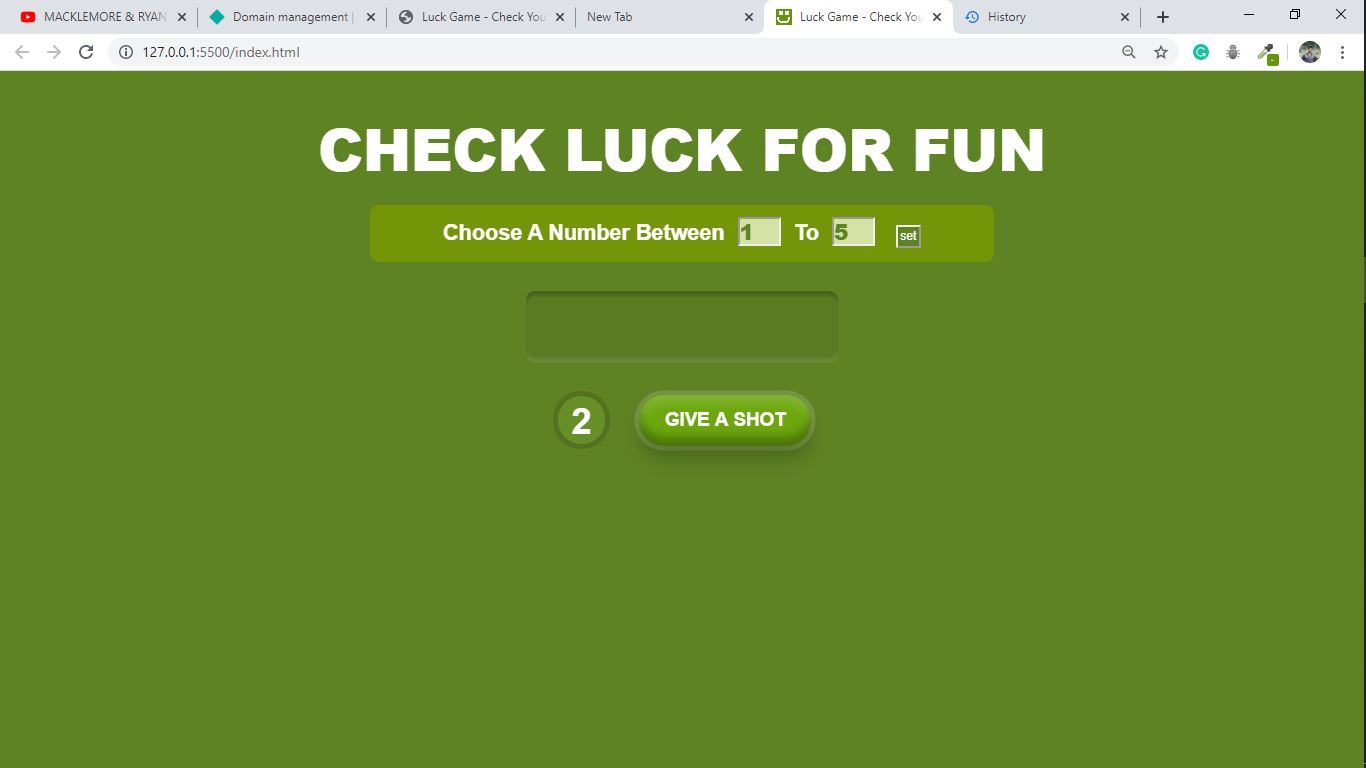 MACKLEMORE & RYAN
Domain management |
Luck Game - Check You
New Tab
Luck Game - Check You
History
127.0.0.1:5500/index.html
CHECK LUCK FOR FUN
Choose A Number Between 1 To 5 set
2 GIVE A SHOT